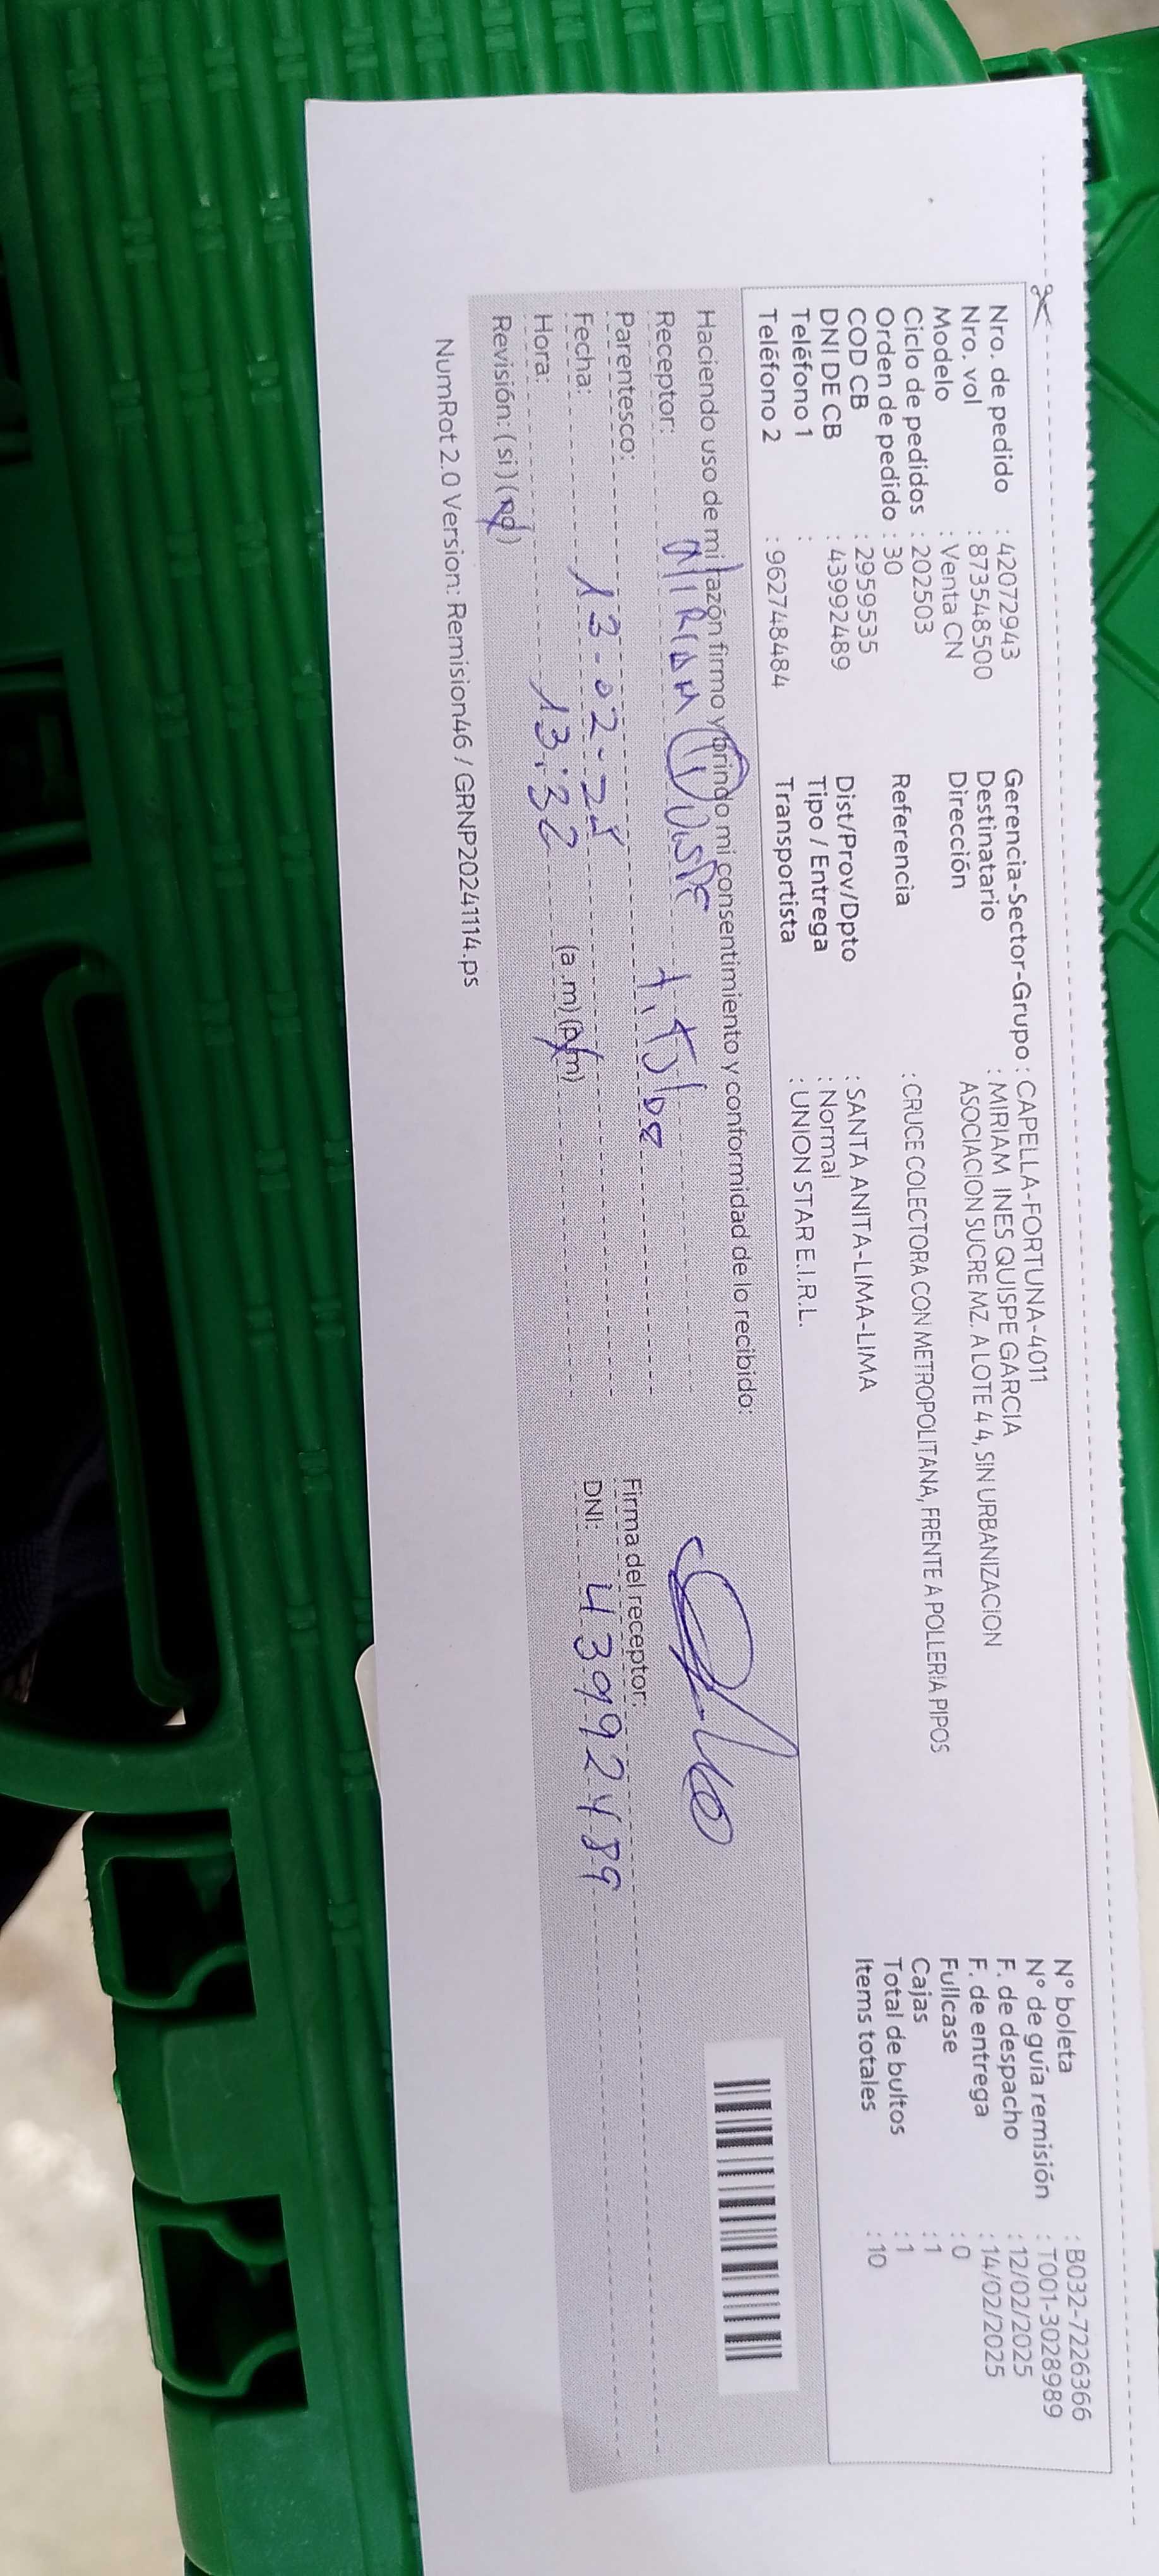 Nro. de pedido : 42072943
Nro. vol : 873548500
Modelo : Venta CN
Ciclo de pedidos : 202503
Orden de pedido : 30
COD CB : 2959535
DNI DE CB : 43992489
Teléfono 1 :
Teléfono 2 : 962748484
Gerencia-Sector-Grupo : CAPELLA-FORTUNA-4011
Destinatario : MIRIAM INES QUISPE GARCIA
Dirección ASOCIACION SUCRE MZ. A LOTE 4 4, SIN URBANIZACION
Referencia : CRUCE COLECTORA CON METROPOLITANA, FRENTE A POLLERIA PIPOS
Dist/Prov/Dpto : SANTA ANITA-LIMA-LIMA
Tipo / Entrega : Normal
Transportista : UNION STAR E.I.R.L.
N° boleta : B032-7226366
N° de guía remisión : T001-3028989
F. de despacho : 12/02/2025
F. de entrega : 14/02/2025
Fullcase : 0
Cajas : 1
Total de bultos : 1
Items totales : 10
Haciendo uso de mi razón firmo y brindo mi consentimiento y conformidad de lo recibido:
Receptor: MIRIAM QUISPE
Parentesco:
Fecha: 13-02-25
Hora: 13:32 (a.m) (p.m)
Revisión: (si) (no)
Firma del receptor:
DNI: 43992489
NumRot 2.0 Version: Remision46 / GRNP20241114.ps